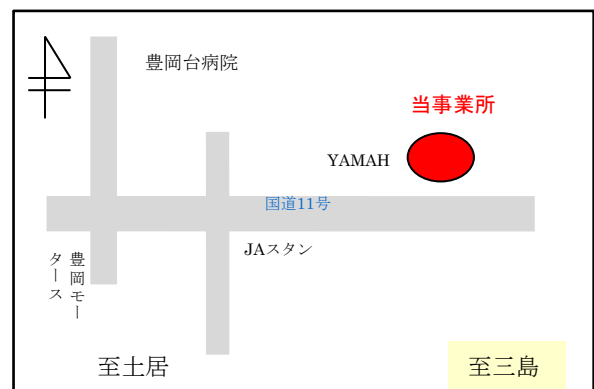 豊岡台病院
当事業所
YAMAH
国道11号
JAスタン
豊岡モー
タース
至土居
至三島